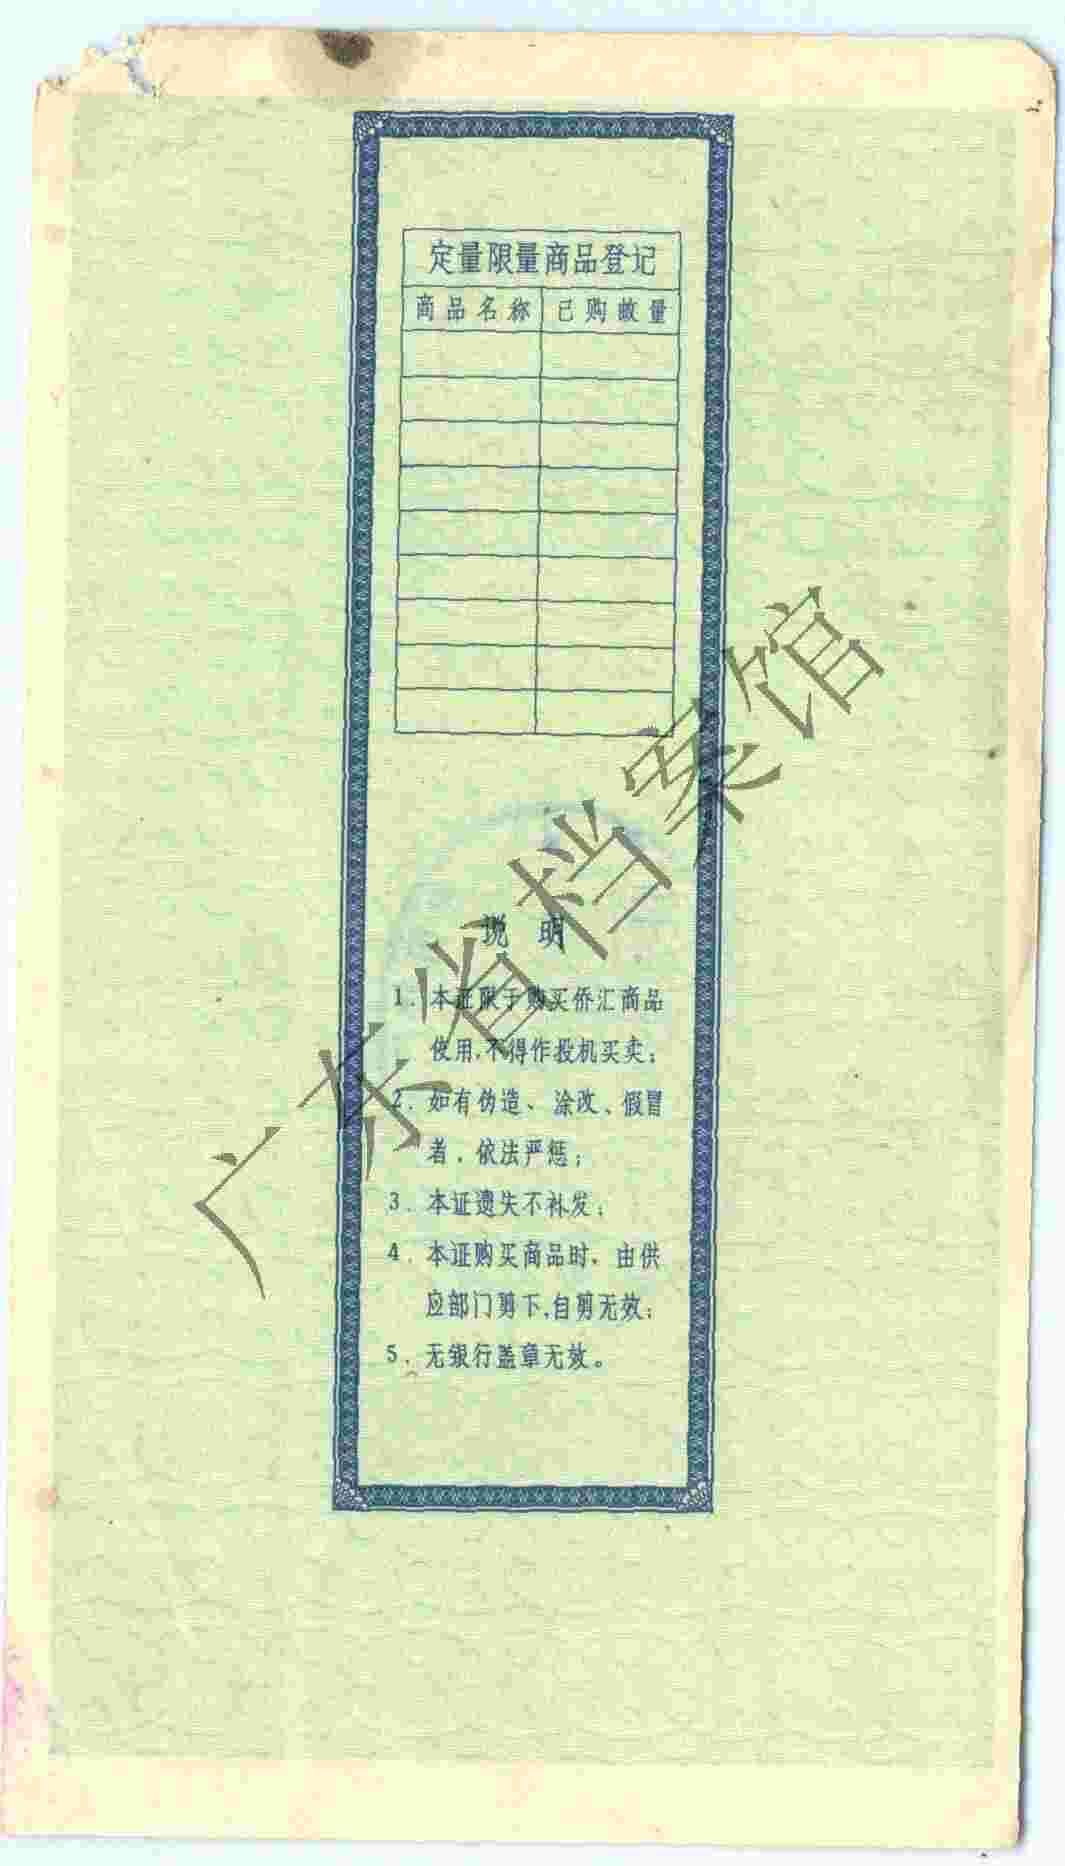 定量限量商品登记
商品名称 已购数量
说 明
1. 本证限于购买侨汇商品
使用,不得作投机买卖;
2. 如有伪造、涂改、假冒
者,依法严惩;
3. 本证遗失不补发;
4. 本证购买商品时,由供
应部门剪下,自剪无效;
5. 无银行盖章无效。
广东省档案馆